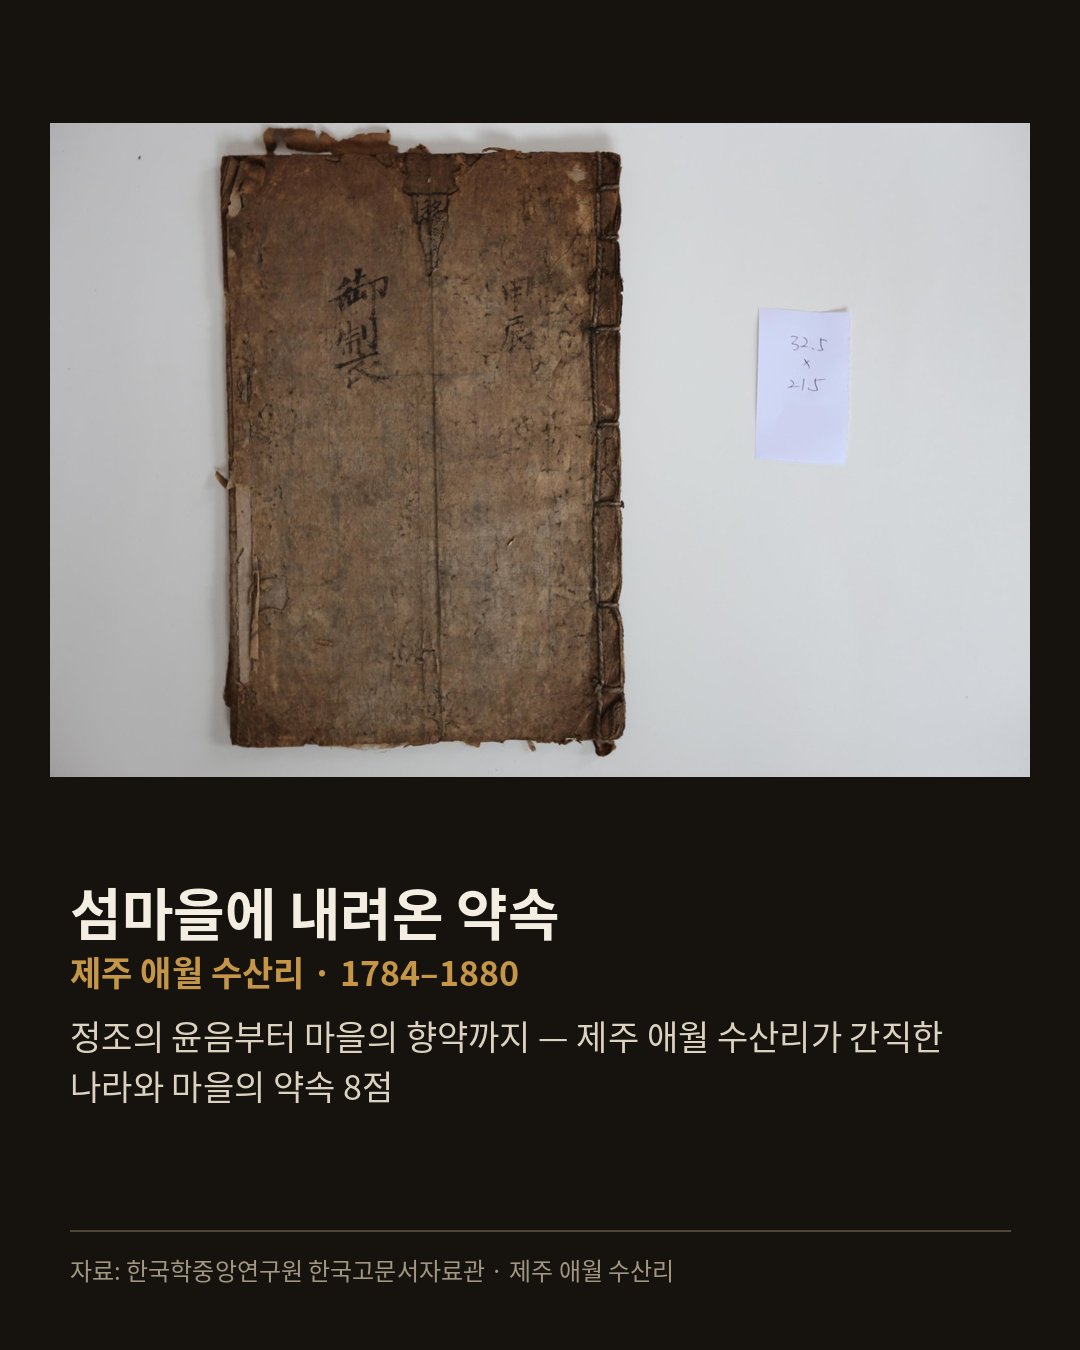 甲辰
御製
32.5
×
21.5
섬마을에 내려온 약속
제주 애월 수산리 · 1784–1880
정조의 윤음부터 마을의 향약까지 — 제주 애월 수산리가 간직한
나라와 마을의 약속 8점
자료: 한국학중앙연구원 한국고문서자료관 · 제주 애월 수산리